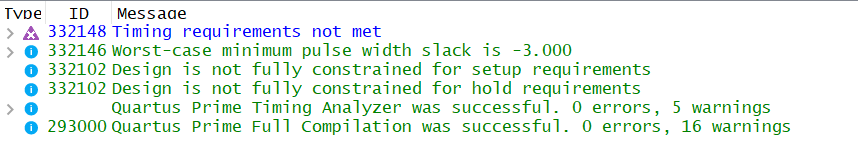 Type ID Message
332148 Timing requirements not met
332146 Worst-case minimum pulse width slack is -3.000
332102 Design is not fully constrained for setup requirements
332102 Design is not fully constrained for hold requirements
Quartus Prime Timing Analyzer was successful. 0 errors, 5 warnings
293000 Quartus Prime Full Compilation was successful. 0 errors, 16 warnings